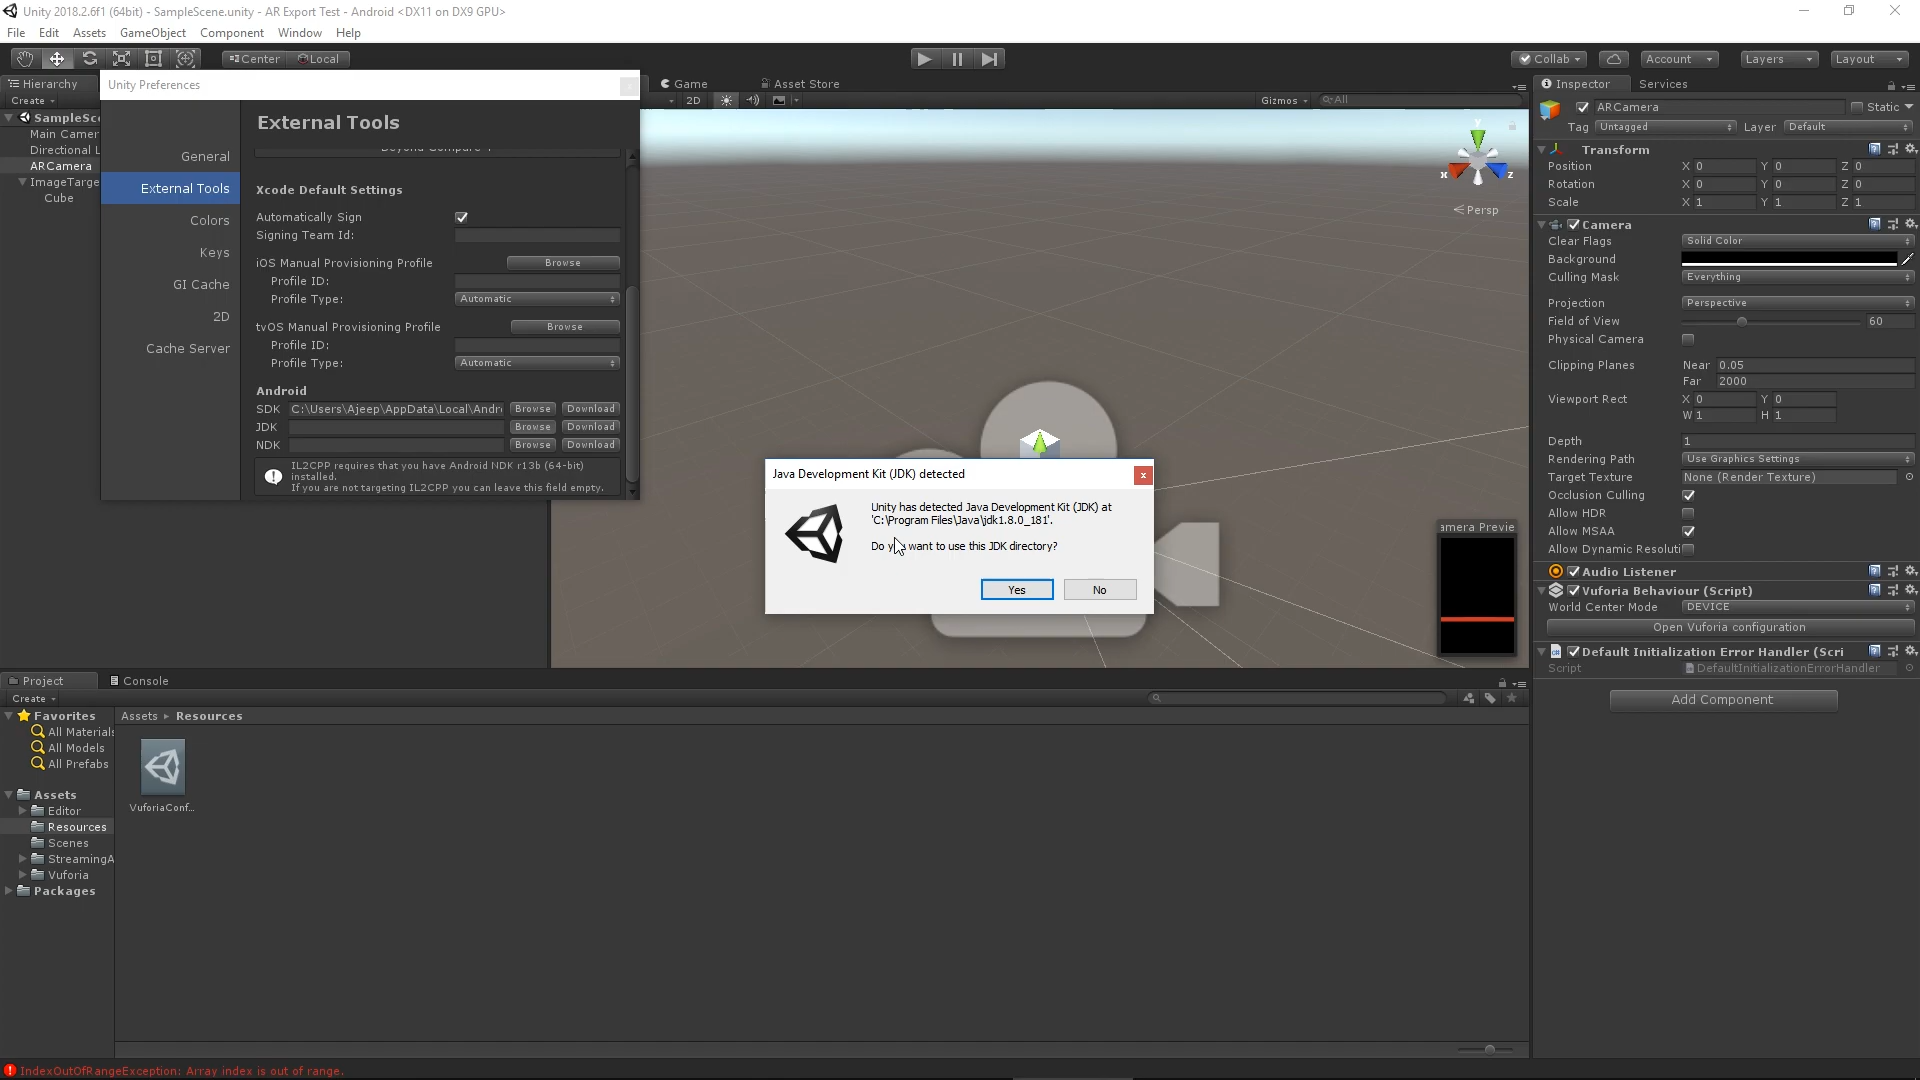 Unity 2018.2.6f1 (64bit) - SampleScene.unity - AR Export Test - Android <DX11 on DX9 GPU>
File Edit Assets GameObject Component Window Help
Center Local Collab Account Layers Layout
Hierarchy
Create
SampleSce
Main Camer
Directional L
ARCamera
ImageTarge
Cube
Unity Preferences
General
External Tools
Colors
Keys
GI Cache
2D
Cache Server
External Tools
Xcode Default Settings
Automatically Sign
Signing Team Id:
iOS Manual Provisioning Profile Browse
Profile ID:
Profile Type: Automatic
tvOS Manual Provisioning Profile Browse
Profile ID:
Profile Type: Automatic
Android
SDK C:\Users\Ajeep\AppData\Local\Andr Browse Download
JDK Browse Download
NDK Browse Download
IL2CPP requires that you have Android NDK r13b (64-bit)
installed.
If you are not targeting IL2CPP you can leave this field empty.
Game Asset Store
2D Gizmos All
Y
X Z
Persp
Java Development Kit (JDK) detected
Unity has detected Java Development Kit (JDK) at
'C:\Program Files\Java\jdk1.8.0_181'.
Do you want to use this JDK directory?
Yes No
amera Previe
Inspector Services
ARCamera Static
Tag Untagged Layer Default
Transform
Position X 0 Y 0 Z 0
Rotation X 0 Y 0 Z 0
Scale X 1 Y 1 Z 1
Camera
Clear Flags Solid Color
Background
Culling Mask Everything
Projection Perspective
Field of View 60
Physical Camera
Clipping Planes Near 0.05
Far 2000
Viewport Rect X 0 Y 0
W 1 H 1
Depth 1
Rendering Path Use Graphics Settings
Target Texture None (Render Texture)
Occlusion Culling
Allow HDR
Allow MSAA
Allow Dynamic Resoluti
Audio Listener
Vuforia Behaviour (Script)
World Center Mode DEVICE
Open Vuforia configuration
Default Initialization Error Handler (Scri
Script DefaultInitializationErrorHandler
Add Component
Project Console
Create
Favorites
All Materials
All Models
All Prefabs
Assets
Editor
Resources
Scenes
StreamingA
Vuforia
Packages
Assets Resources
VuforiaConf...
IndexOutOfRangeException: Array index is out of range.